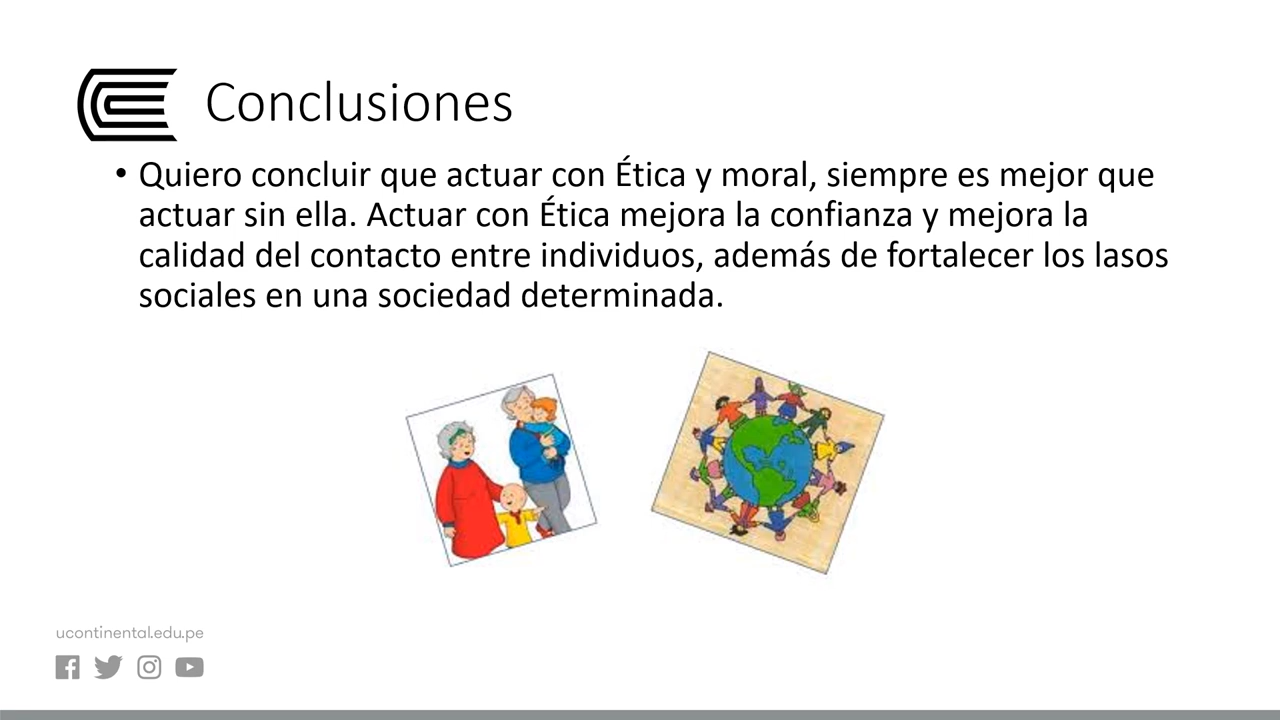 Conclusiones
• Quiero concluir que actuar con Ética y moral, siempre es mejor que
actuar sin ella. Actuar con Ética mejora la confianza y mejora la
calidad del contacto entre individuos, además de fortalecer los lasos
sociales en una sociedad determinada.
ucontinental.edu.pe